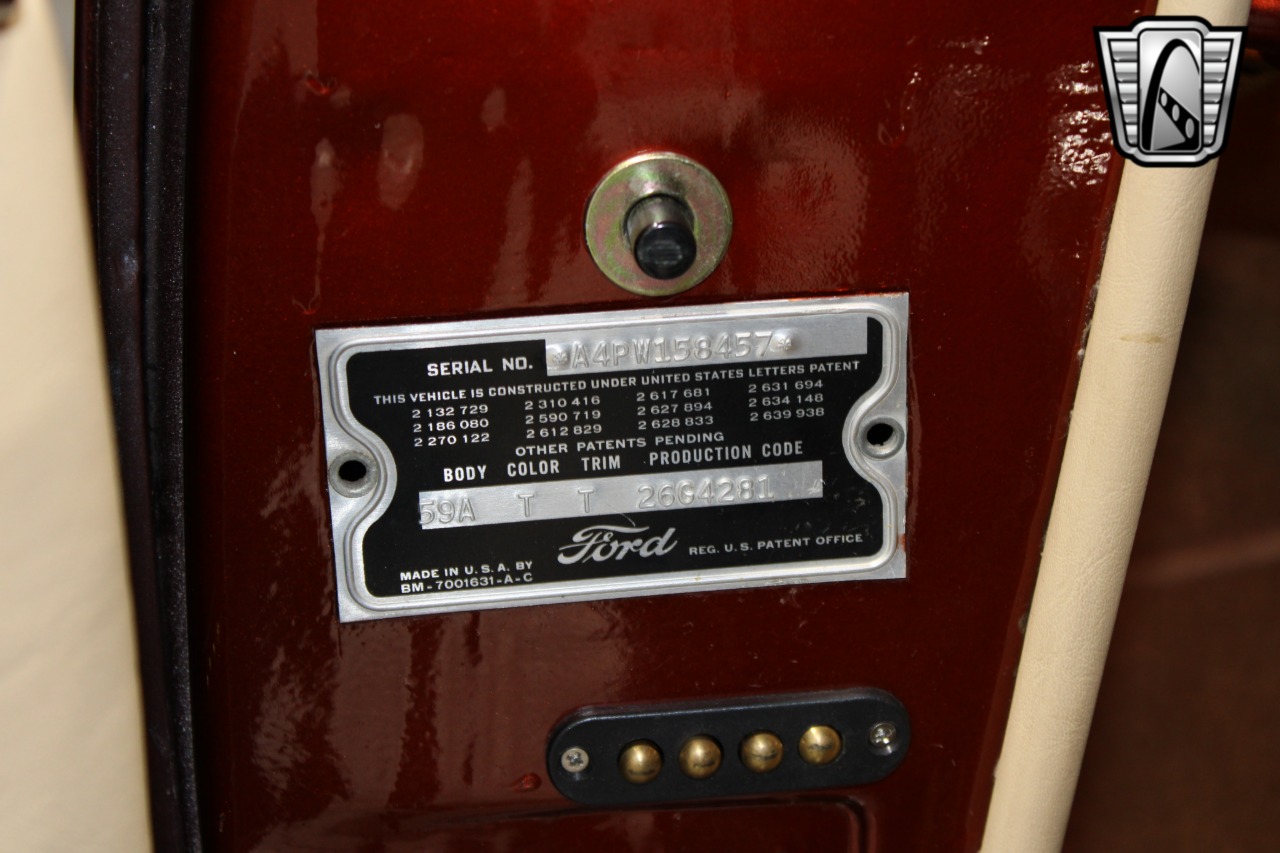 SERIAL NO. *A4PW158457*
THIS VEHICLE IS CONSTRUCTED UNDER UNITED STATES LETTERS PATENT
2 132 729 2 310 416 2 617 681 2 631 694
2 186 080 2 590 719 2 627 894 2 634 148
2 270 122 2 612 829 2 628 833 2 639 938
OTHER PATENTS PENDING
BODY COLOR TRIM PRODUCTION CODE
59A T T 26G4281
Ford REG. U. S. PATENT OFFICE
MADE IN U. S. A. BY
BM-7001631-A-C